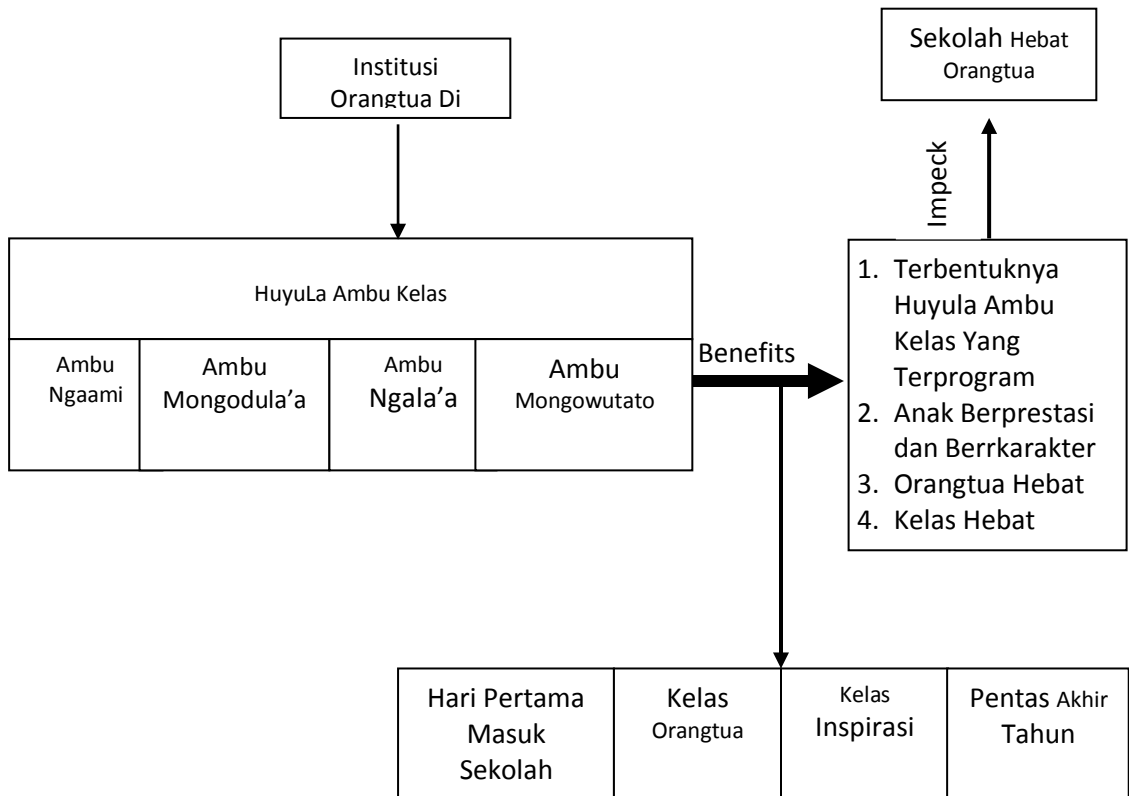 Institusi
Orangtua Di
Sekolah Hebat
Orangtua
Impeck
HuyuLa Ambu Kelas
Ambu
Ngaami
Ambu
Mongodula’a
Ambu
Ngala’a
Ambu
Mongowutato
Benefits
1. Terbentuknya
Huyula Ambu
Kelas Yang
Terprogram
2. Anak Berprestasi
dan Berrkarakter
3. Orangtua Hebat
4. Kelas Hebat
Hari Pertama
Masuk
Sekolah
Kelas
Orangtua
Kelas
Inspirasi
Pentas Akhir
Tahun